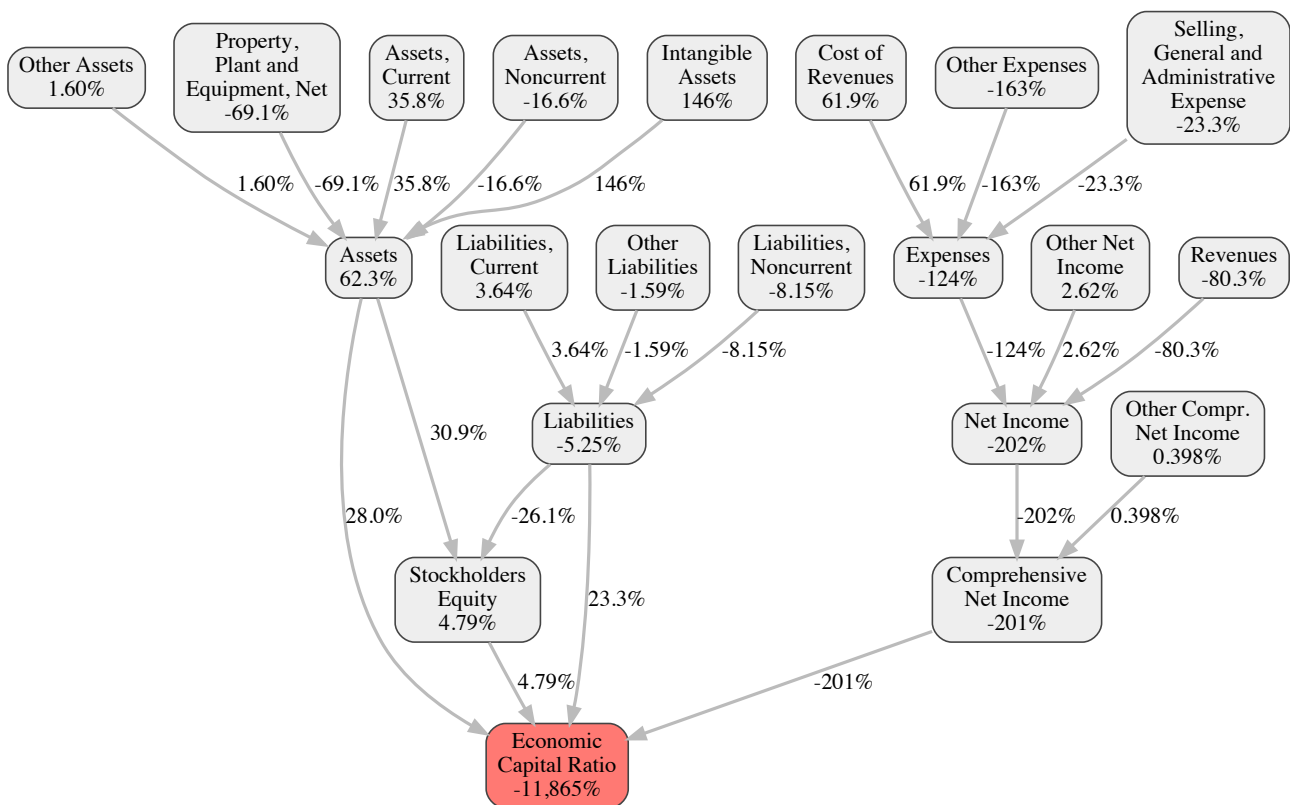 Other Assets
1.60%
Property,
Plant and
Equipment, Net
-69.1%
Assets,
Current
35.8%
Assets,
Noncurrent
-16.6%
Intangible
Assets
146%
Cost of
Revenues
61.9%
Other Expenses
-163%
Selling,
General and
Administrative
Expense
-23.3%
1.60%
-69.1%
35.8%
-16.6%
146%
61.9%
-163%
-23.3%
Assets
62.3%
Liabilities,
Current
3.64%
Other
Liabilities
-1.59%
Liabilities,
Noncurrent
-8.15%
Expenses
-124%
Other Net
Income
2.62%
Revenues
-80.3%
3.64%
-1.59%
-8.15%
-124%
2.62%
-80.3%
30.9%
Liabilities
-5.25%
Net Income
-202%
Other Compr.
Net Income
0.398%
28.0%
-26.1%
-202%
0.398%
Stockholders
Equity
4.79%
23.3%
Comprehensive
Net Income
-201%
4.79%
-201%
Economic
Capital Ratio
-11,865%